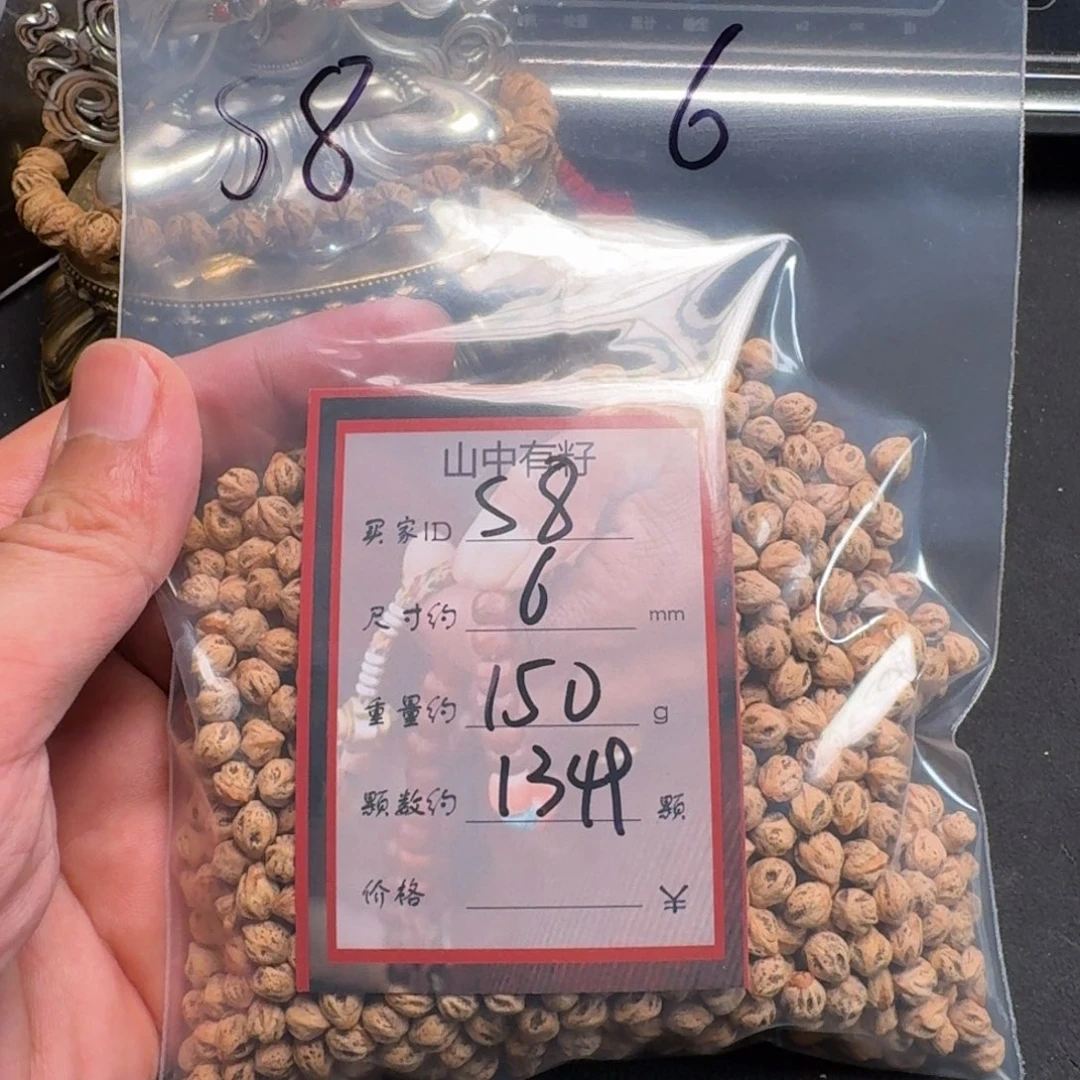 S8 6
山中有籽
买家ID S8
尺寸约 6 mm
重量约 150 g
颗数约 1349 颗
价格 ¥